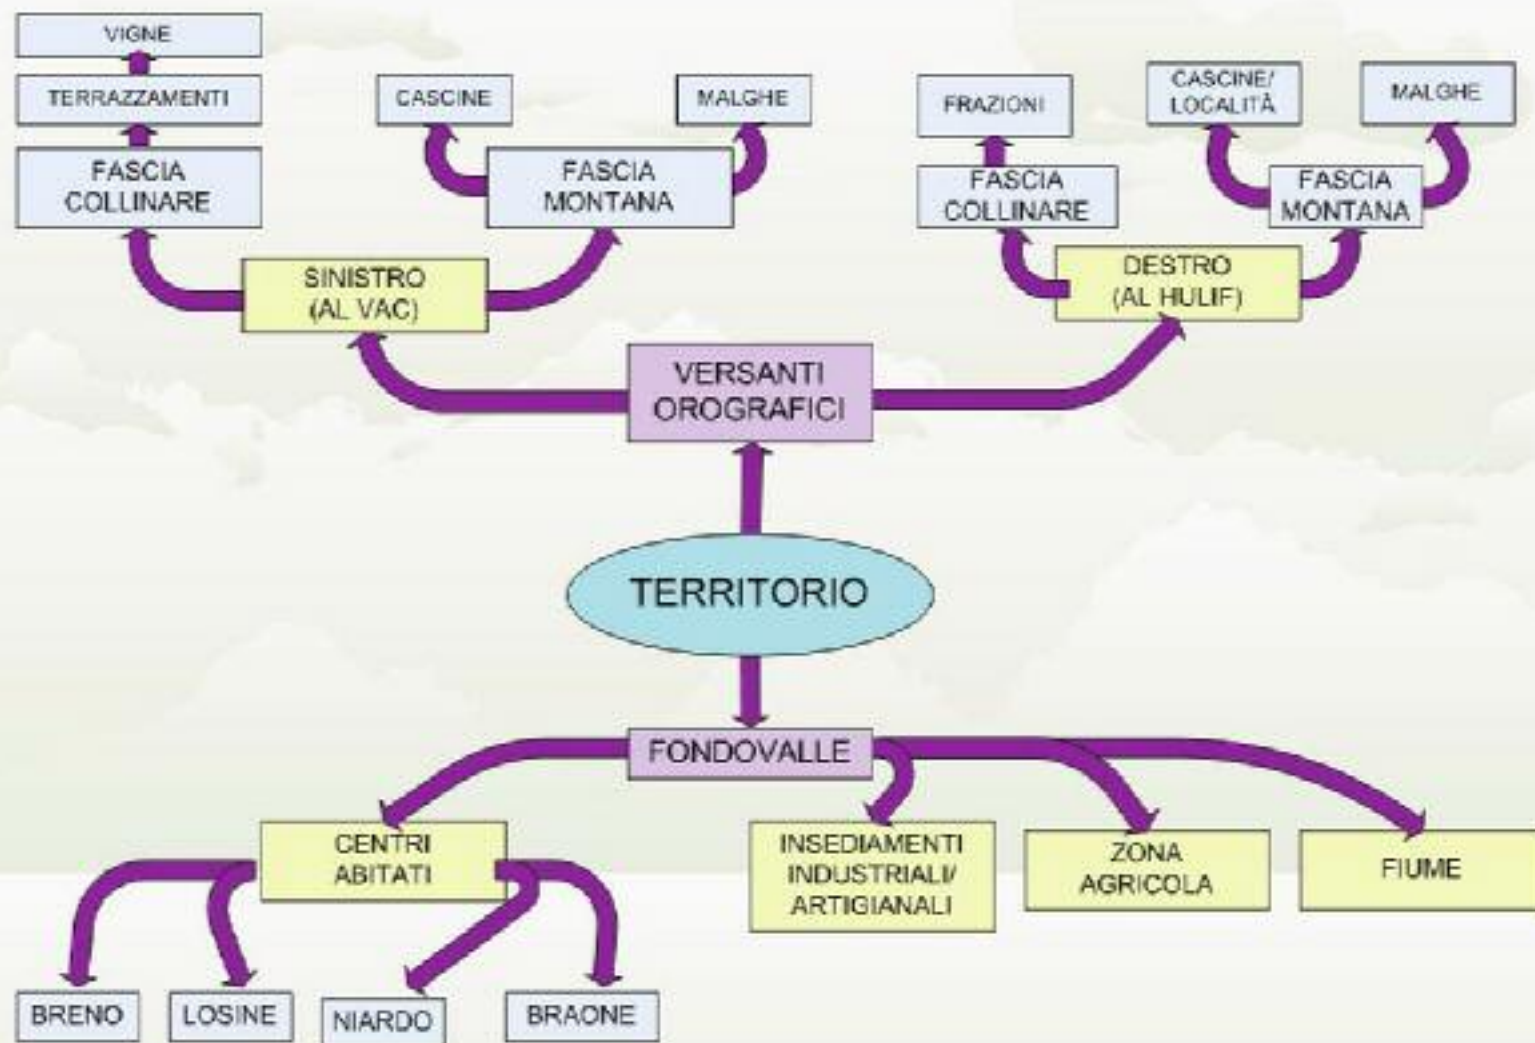 VIGNE
TERRAZZAMENTI
FASCIA
COLLINARE
CASCINE
MALGHE
FASCIA
MONTANA
SINISTRO
(AL VAC)
FRAZIONI
CASCINE/
LOCALITÀ
MALGHE
FASCIA
COLLINARE
FASCIA
MONTANA
DESTRO
(AL HULIF)
VERSANTI
OROGRAFICI
TERRITORIO
FONDOVALLE
CENTRI
ABITATI
INSEDIAMENTI
INDUSTRIALI/
ARTIGIANALI
ZONA
AGRICOLA
FIUME
BRENO
LOSINE
NIARDO
BRAONE